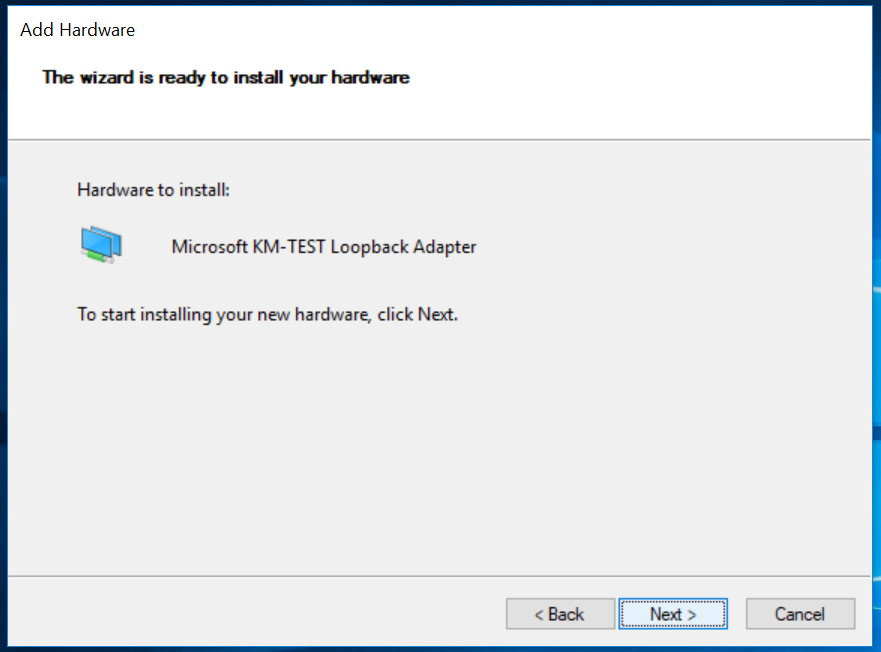 Add Hardware
The wizard is ready to install your hardware
Hardware to install:
Microsoft KM-TEST Loopback Adapter
To start installing your new hardware, click Next.
< Back Next > Cancel